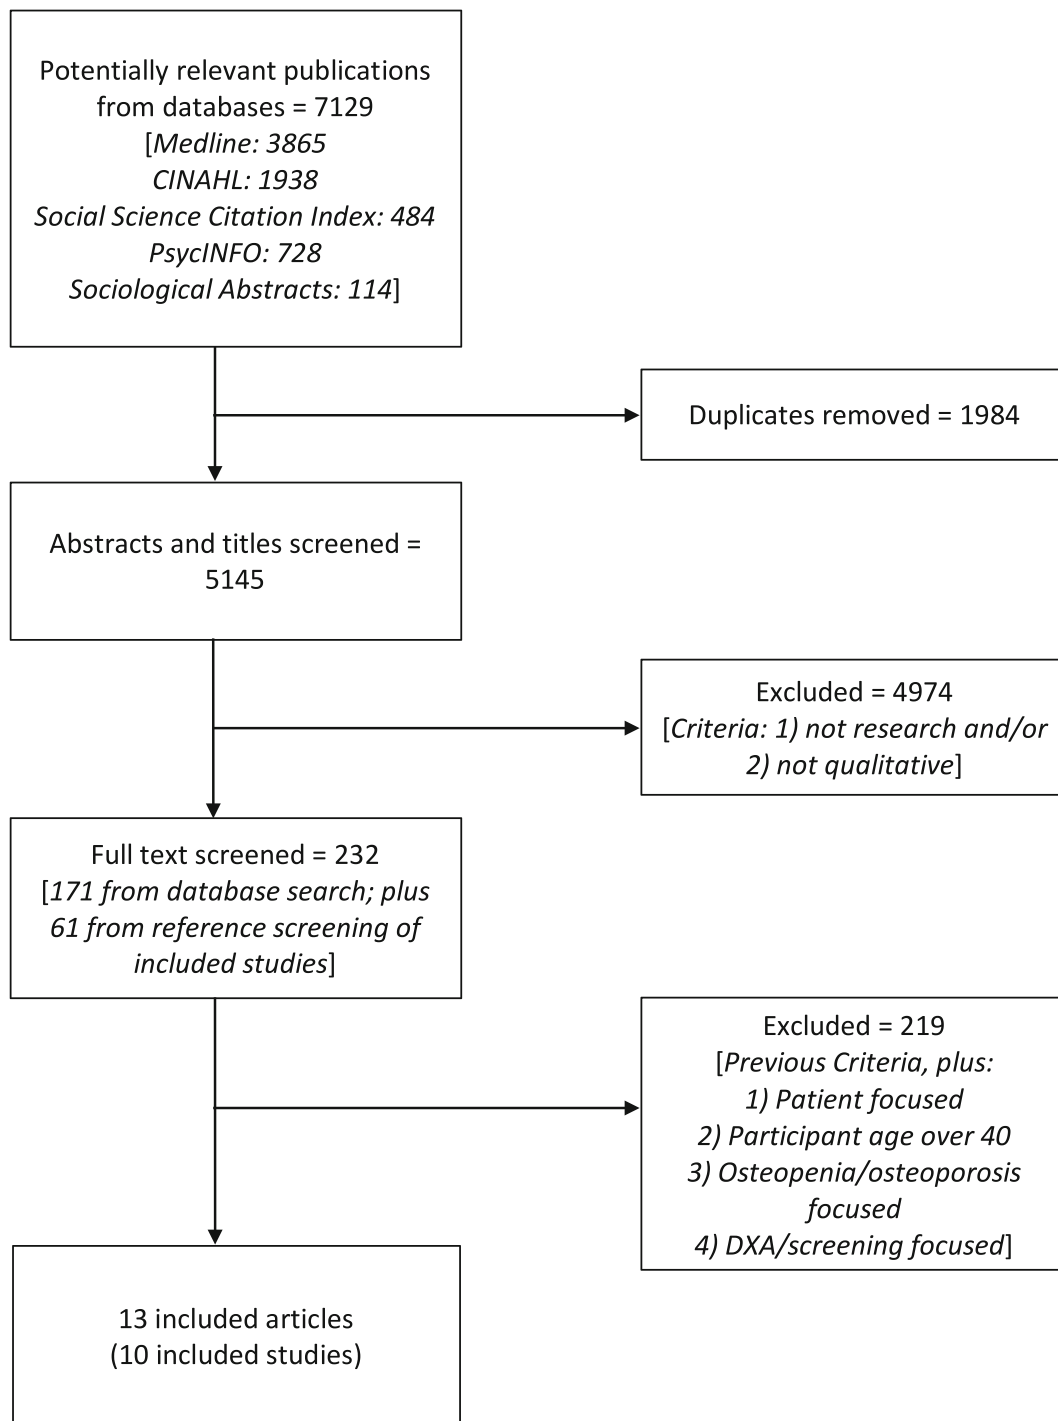 Potentially relevant publications
from databases = 7129
[Medline: 3865
CINAHL: 1938
Social Science Citation Index: 484
PsycINFO: 728
Sociological Abstracts: 114]
Duplicates removed = 1984
Abstracts and titles screened =
5145
Excluded = 4974
[Criteria: 1) not research and/or
2) not qualitative]
Full text screened = 232
[171 from database search; plus
61 from reference screening of
included studies]
Excluded = 219
[Previous Criteria, plus:
1) Patient focused
2) Participant age over 40
3) Osteopenia/osteoporosis
focused
4) DXA/screening focused]
13 included articles
(10 included studies)